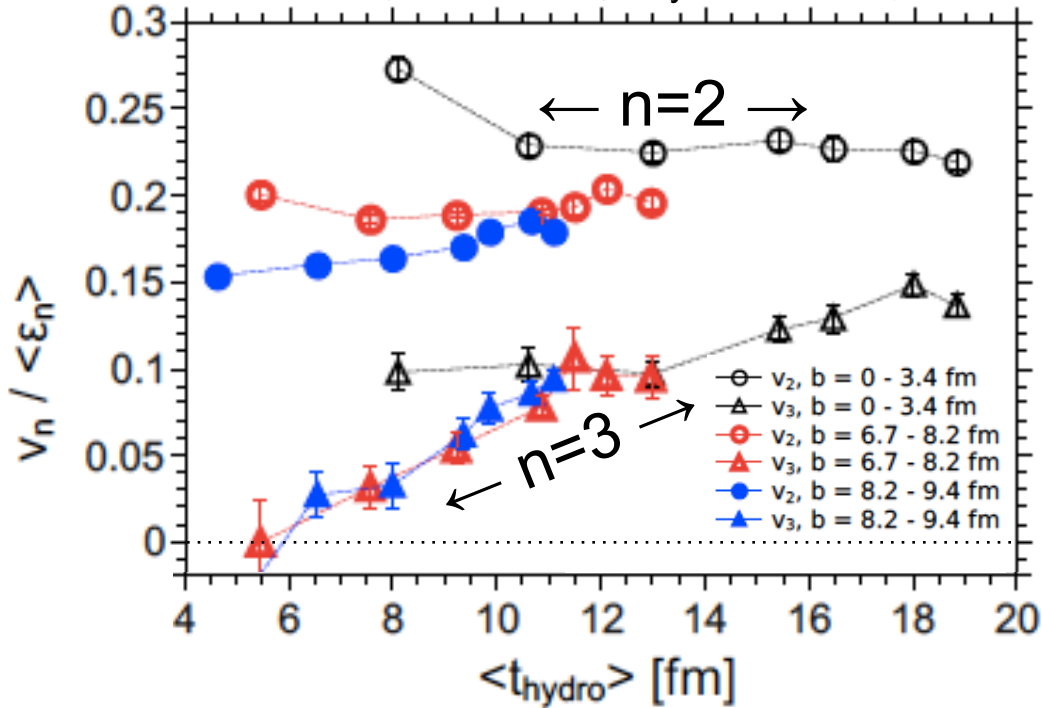 0.3
0.25
0.2
0.15
0.1
0.05
0
← n=2 →
← n=3 →
v₂, b = 0 - 3.4 fm
v₃, b = 0 - 3.4 fm
v₂, b = 6.7 - 8.2 fm
v₃, b = 6.7 - 8.2 fm
v₂, b = 8.2 - 9.4 fm
v₃, b = 8.2 - 9.4 fm
4 6 8 10 12 14 16 18 20
<t_hydro> [fm]
v_n / <ε_n>